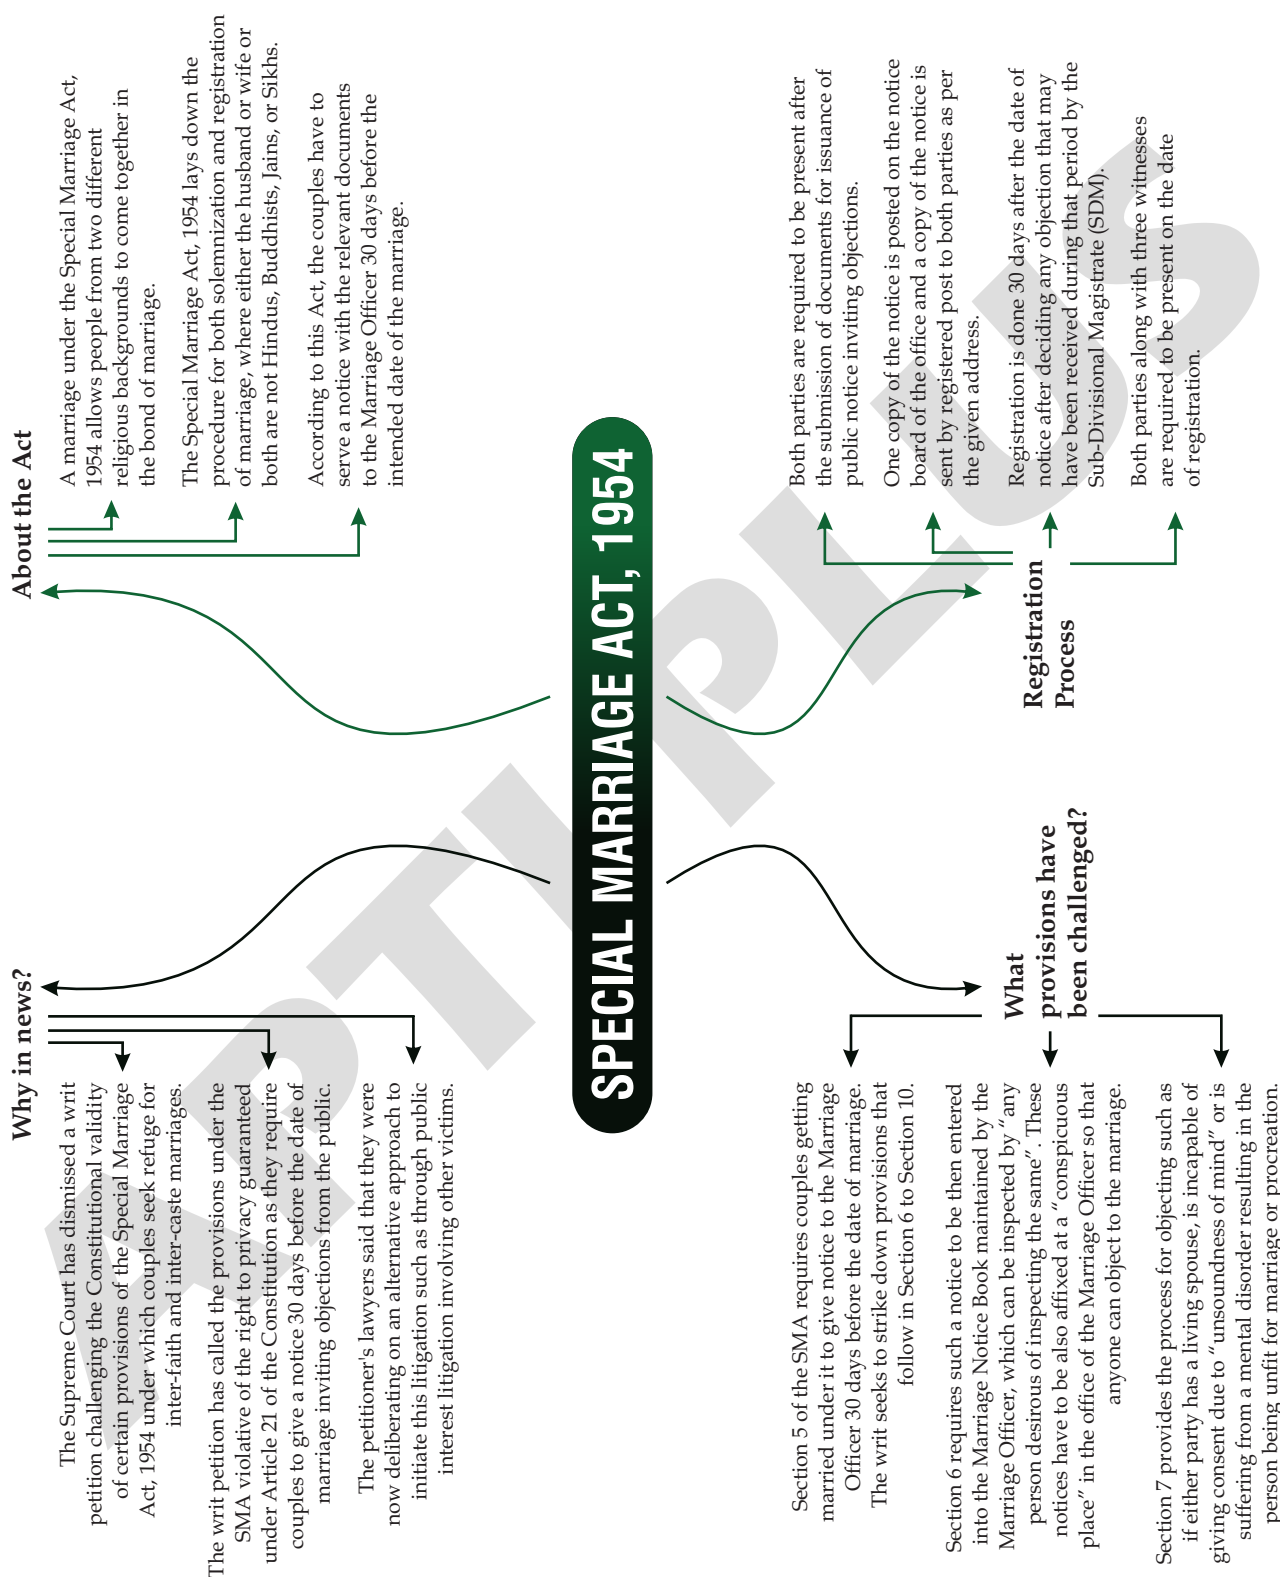 SPECIAL MARRIAGE ACT, 1954
Why in news?
The Supreme Court has dismissed a writ
petition challenging the Constitutional validity
of certain provisions of the Special Marriage
Act, 1954 under which couples seek refuge for
inter-faith and inter-caste marriages.
The writ petition has called the provisions under the
SMA violative of the right to privacy guaranteed
under Article 21 of the Constitution as they require
couples to give a notice 30 days before the date of
marriage inviting objections from the public.
The petitioner's lawyers said that they were
now deliberating on an alternative approach to
initiate this litigation such as through public
interest litigation involving other victims.
About the Act
A marriage under the Special Marriage Act,
1954 allows people from two different
religious backgrounds to come together in
the bond of marriage.
The Special Marriage Act, 1954 lays down the
procedure for both solemnization and registration
of marriage, where either the husband or wife or
both are not Hindus, Buddhists, Jains, or Sikhs.
According to this Act, the couples have to
serve a notice with the relevant documents
to the Marriage Officer 30 days before the
intended date of the marriage.
What
provisions have
been challenged?
Section 5 of the SMA requires couples getting
married under it to give notice to the Marriage
Officer 30 days before the date of marriage.
The writ seeks to strike down provisions that
follow in Section 6 to Section 10.
Section 6 requires such a notice to be then entered
into the Marriage Notice Book maintained by the
Marriage Officer, which can be inspected by “any
person desirous of inspecting the same”. These
notices have to be also affixed at a “conspicuous
place” in the office of the Marriage Officer so that
anyone can object to the marriage.
Section 7 provides the process for objecting such as
if either party has a living spouse, is incapable of
giving consent due to “unsoundness of mind” or is
suffering from a mental disorder resulting in the
person being unfit for marriage or procreation.
Registration
Process
Both parties are required to be present after
the submission of documents for issuance of
public notice inviting objections.
One copy of the notice is posted on the notice
board of the office and a copy of the notice is
sent by registered post to both parties as per
the given address.
Registration is done 30 days after the date of
notice after deciding any objection that may
have been received during that period by the
Sub-Divisional Magistrate (SDM).
Both parties along with three witnesses
are required to be present on the date
of registration.
APTI PLUS